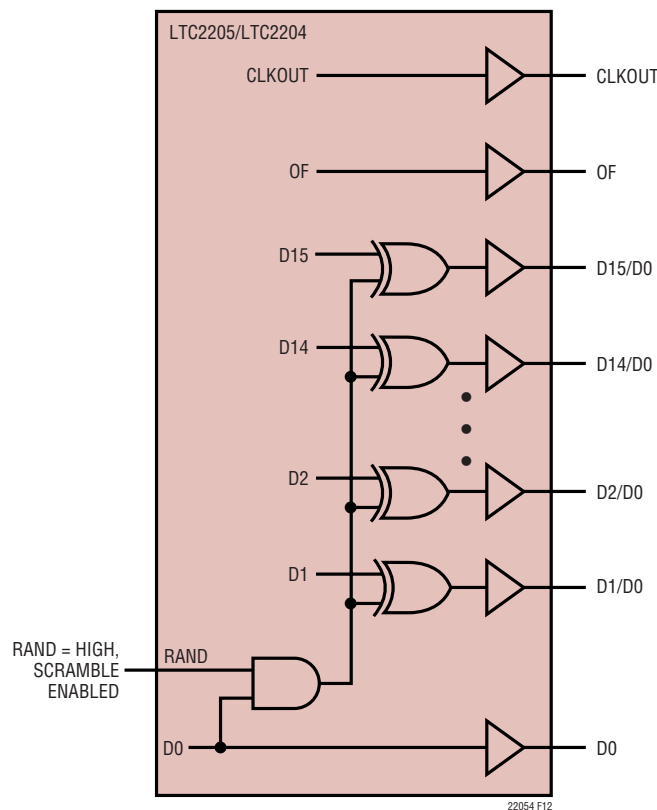 LTC2205/LTC2204
CLKOUT
CLKOUT
OF
OF
D15
D15/D0
D14
D14/D0
D2
D2/D0
D1
D1/D0
RAND = HIGH,
SCRAMBLE
ENABLED
RAND
D0
D0
22054 F12